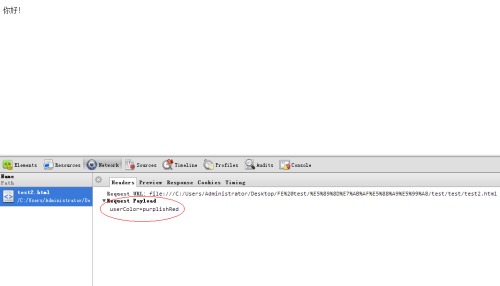 你好!
Elements Resources Network Sources Timeline Profiles Audits Console
Name
Path
Headers Preview Response Cookies Timing
test2.html
/C:/Users/Administrator/De
Request URL: file:///C:/Users/Administrator/Desktop/FE%20test/%E5%89%8D%E7%AB%AF%E5%88%A9%E5%99%A8/test/test/test2.html
▼Request Payload
userColor=purplishRed